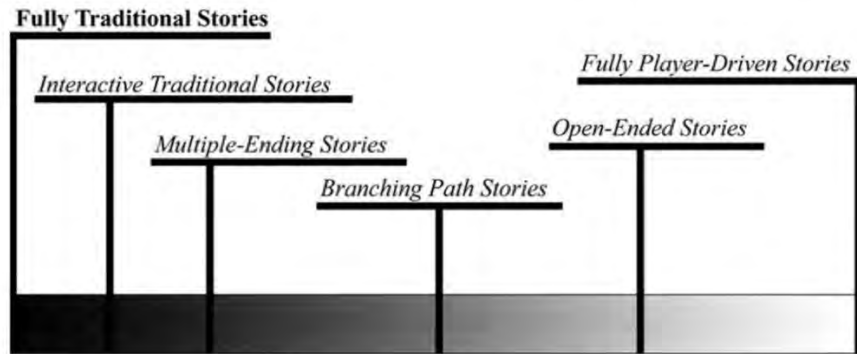 Fully Traditional Stories
Interactive Traditional Stories
Multiple-Ending Stories
Branching Path Stories
Open-Ended Stories
Fully Player-Driven Stories